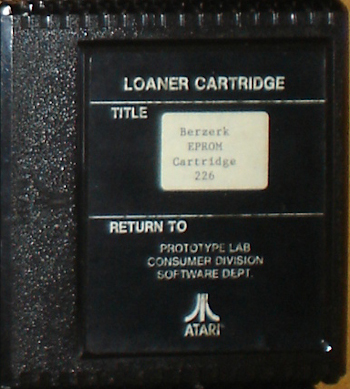 LOANER CARTRIDGE
TITLE
Berzerk
EPROM
Cartridge
226
RETURN TO
PROTOTYPE LAB
CONSUMER DIVISION
SOFTWARE DEPT.
ATARI